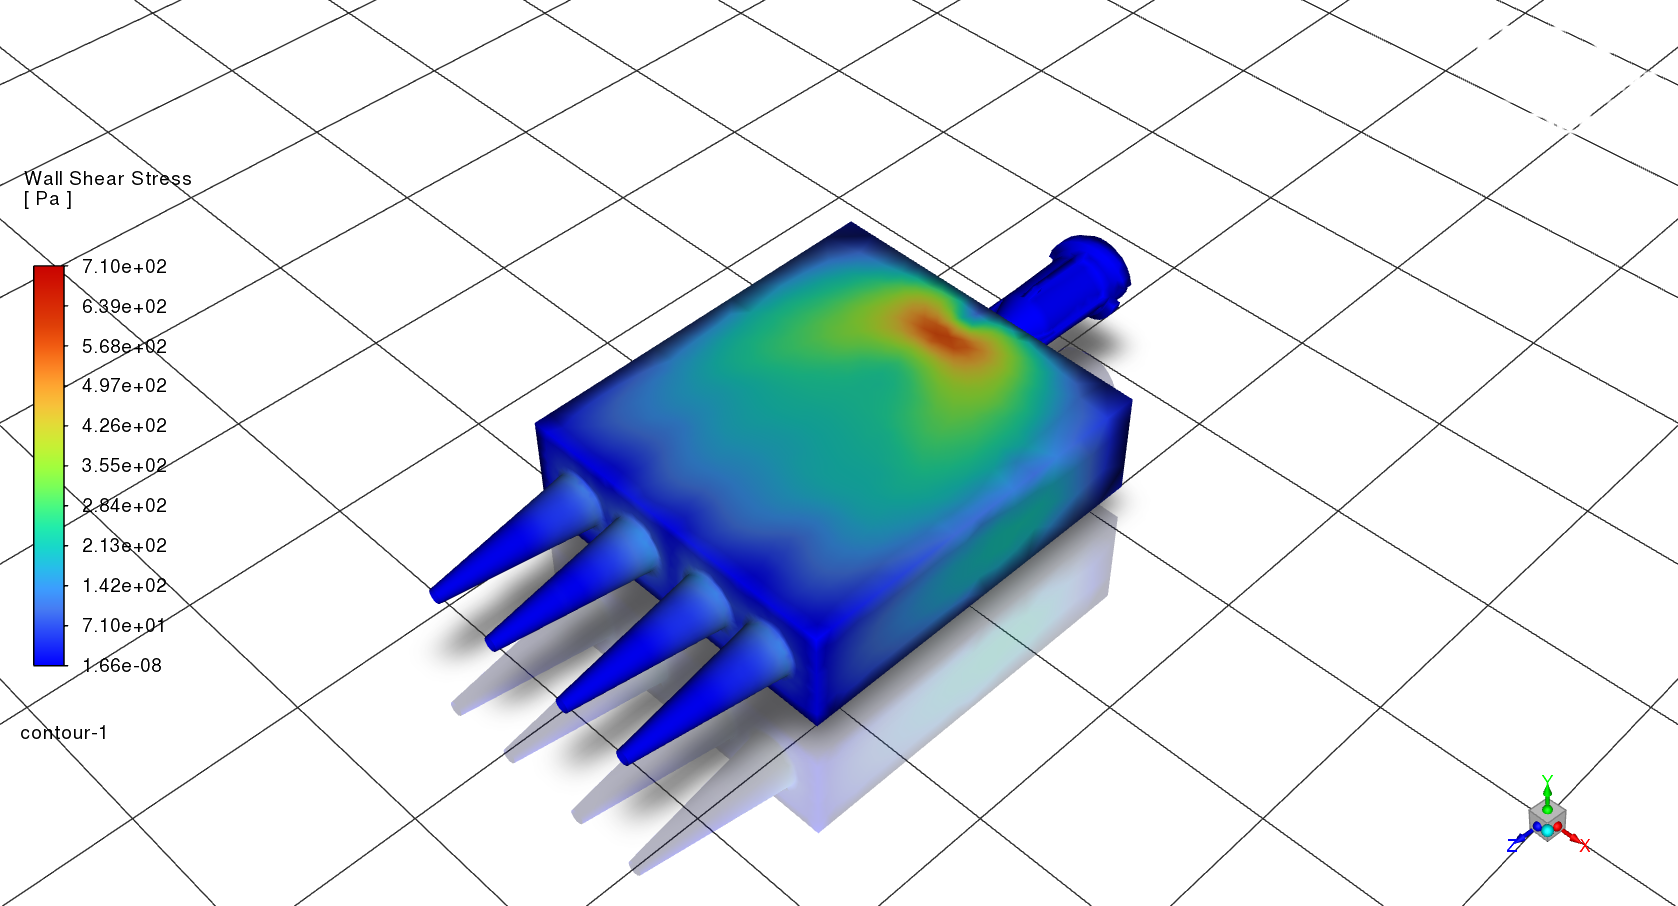 Wall Shear Stress
[ Pa ]
7.10e+02
6.39e+02
5.68e+02
4.97e+02
4.26e+02
3.55e+02
2.84e+02
2.13e+02
1.42e+02
7.10e+01
1.66e-08
contour-1
Y
Z
X